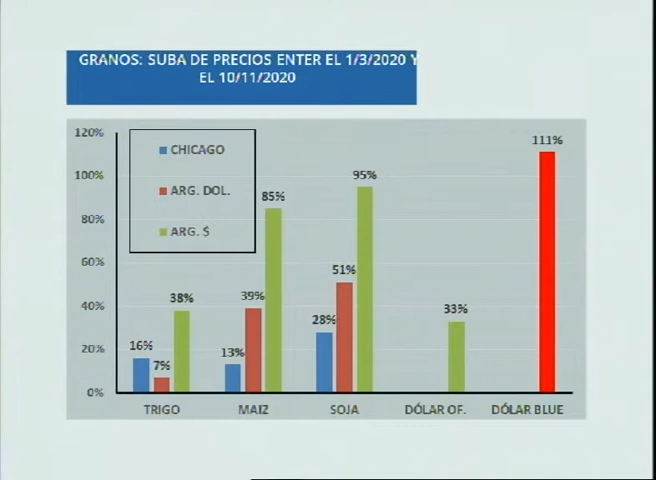 GRANOS: SUBA DE PRECIOS ENTER EL 1/3/2020 Y
EL 10/11/2020
120%
100%
80%
60%
40%
20%
0%
CHICAGO
ARG. DOL.
ARG. $
16%
7%
38%
13%
39%
85%
28%
51%
95%
33%
111%
TRIGO
MAIZ
SOJA
DÓLAR OF.
DÓLAR BLUE